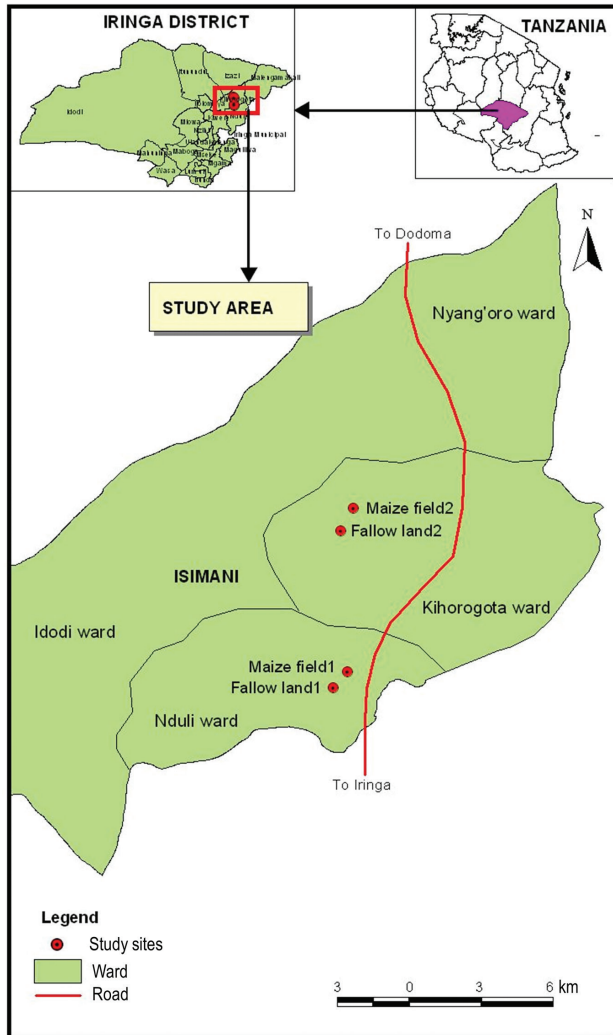 IRINGA DISTRICT
TANZANIA
Izazi
Idodi
Wasa
To Dodoma
N
STUDY AREA
Nyang'oro ward
Maize field2
Fallow land2
ISIMANI
Kihorogota ward
Idodi ward
Maize field1
Fallow land1
Nduli ward
To Iringa
Legend
Study sites
Ward
Road
3 0 3 6 km